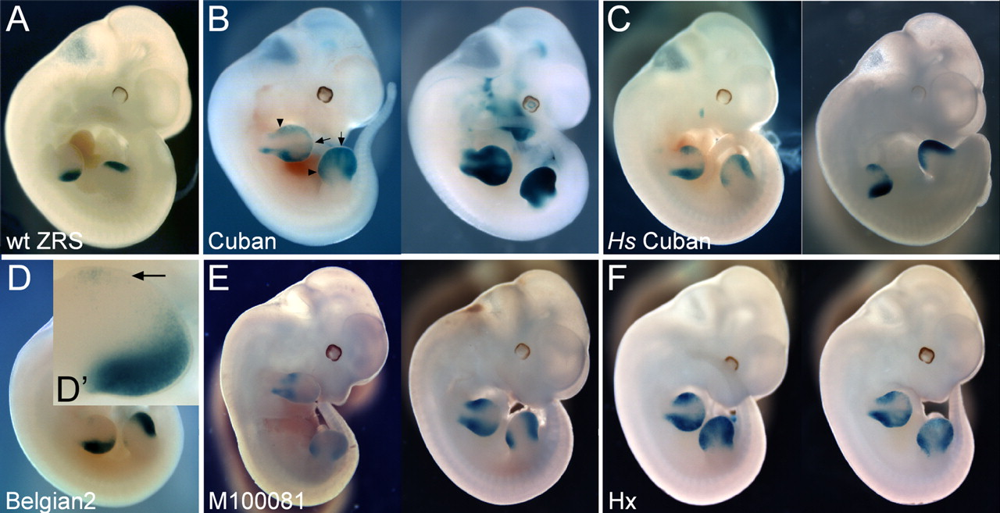 A
B
C
wt ZRS
Cuban
Hs Cuban
D
D’
E
F
Belgian2
M100081
Hx